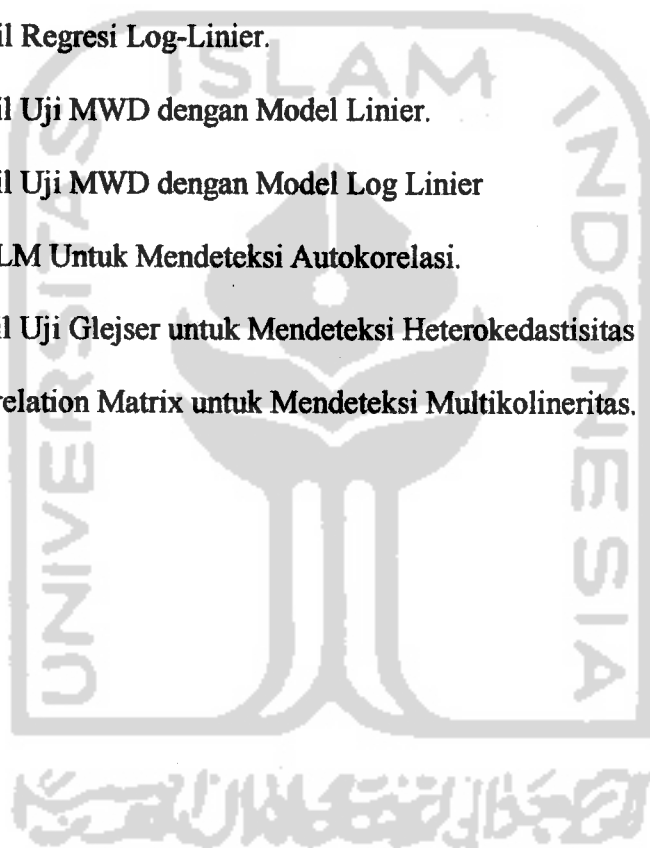 il Regresi Log-Linier.
il Uji MWD dengan Model Linier.
il Uji MWD dengan Model Log Linier
LM Untuk Mendeteksi Autokorelasi.
il Uji Glejser untuk Mendeteksi Heterokedastisitas
relation Matrix untuk Mendeteksi Multikolineritas.
ISLAM
UNIVERSITAS
INDONESIA